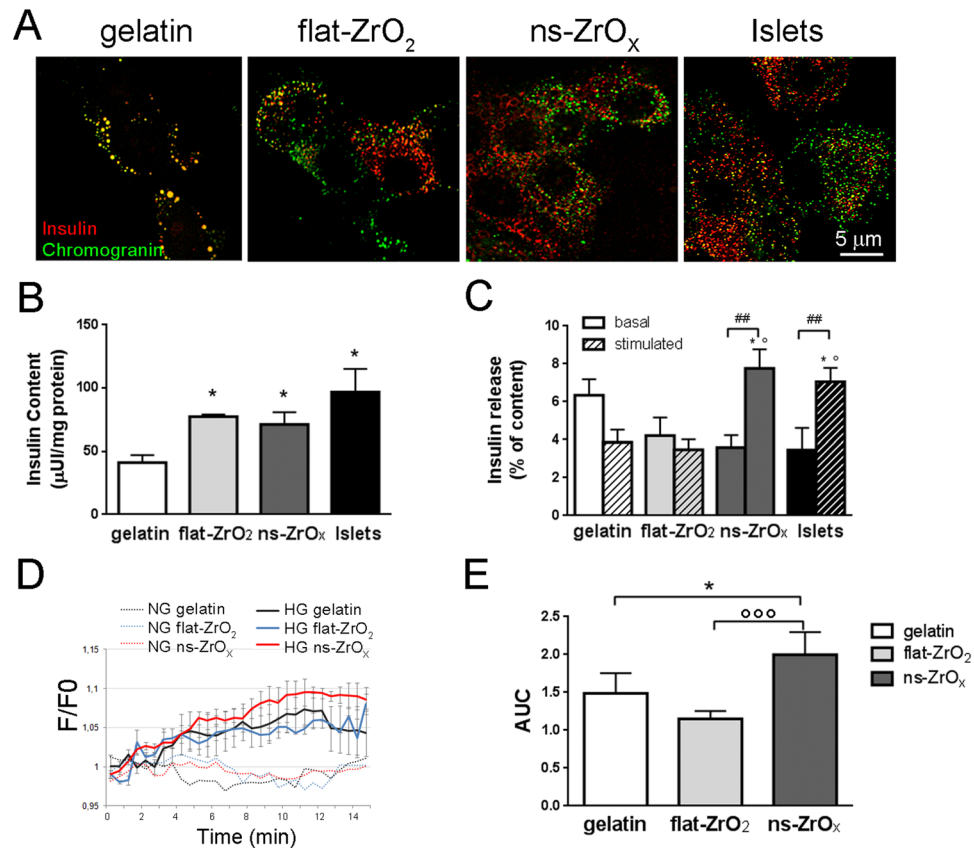 A
gelatin
flat-ZrO₂
ns-ZrOₓ
Islets
Insulin
Chromogranin
5 μm
B
Insulin Content
(μUI/mg protein)
150
100
50
0
*
*
*
gelatin
flat-ZrO₂
ns-ZrOₓ
Islets
C
Insulin release
(% of content)
10
8
6
4
2
0
basal
stimulated
##
* °
##
* °
gelatin
flat-ZrO₂
ns-ZrOₓ
Islets
D
NG gelatin
HG gelatin
NG flat-ZrO₂
HG flat-ZrO₂
NG ns-ZrOₓ
HG ns-ZrOₓ
F/F0
1,15
1,1
1,05
1
0,95
0 2 4 6 8 10 12 14
Time (min)
E
AUC
2.5
2.0
1.5
1.0
0.5
0.0
*
°°°
gelatin
flat-ZrO₂
ns-ZrOₓ
gelatin
flat-ZrO₂
ns-ZrOₓ